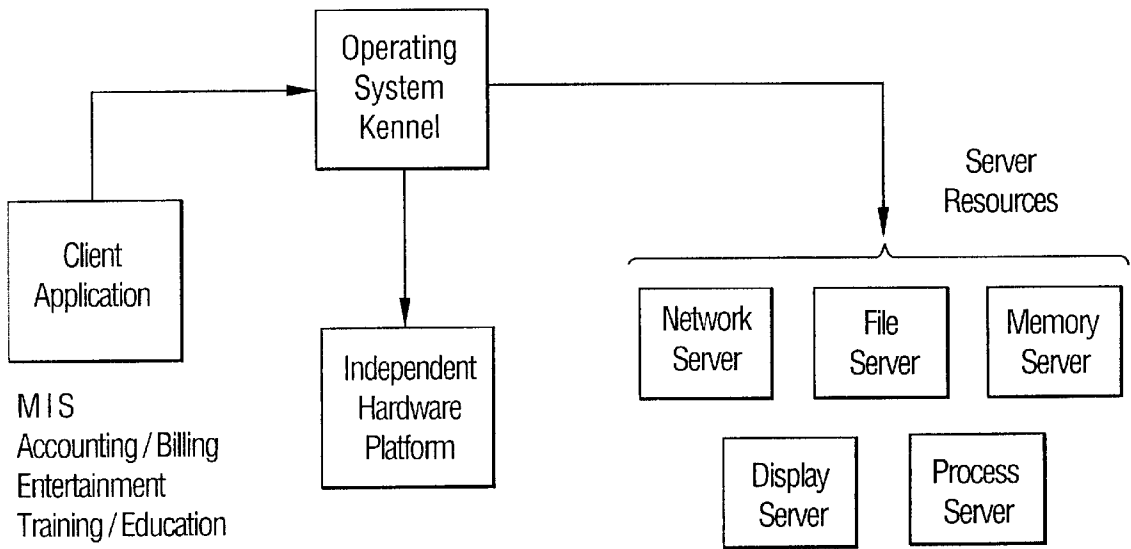 Operating
System
Kennel
Client
Application
Independent
Hardware
Platform
Server
Resources
Network
Server
File
Server
Memory
Server
Display
Server
Process
Server
M I S
Accounting / Billing
Entertainment
Training / Education